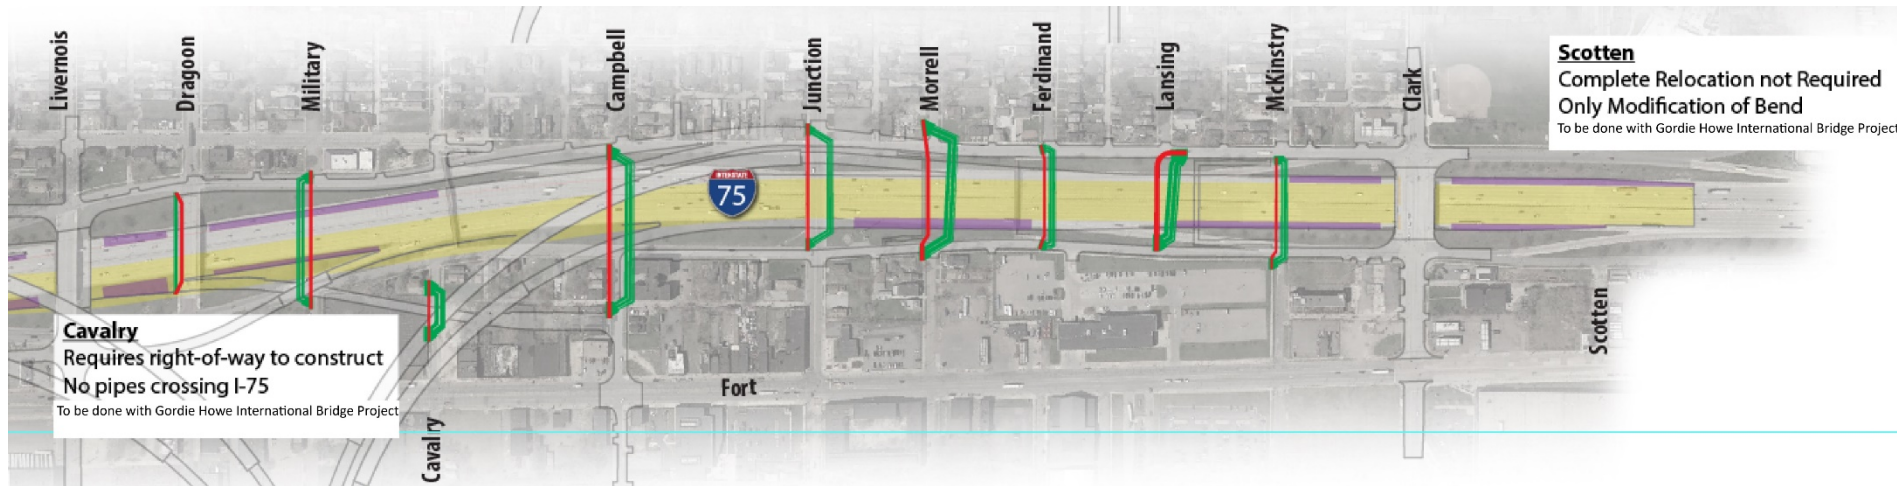 Livernois
Dragoon
Military
Campbell
Junction
Morrell
Ferdinand
Lansing
McKinstry
Clark
Scotten
Complete Relocation not Required
Only Modification of Bend
To be done with Gordie Howe International Bridge Project
INTERSTATE
75
Cavalry
Requires right-of-way to construct
No pipes crossing I-75
To be done with Gordie Howe International Bridge Project
Cavalry
Fort
Scotten